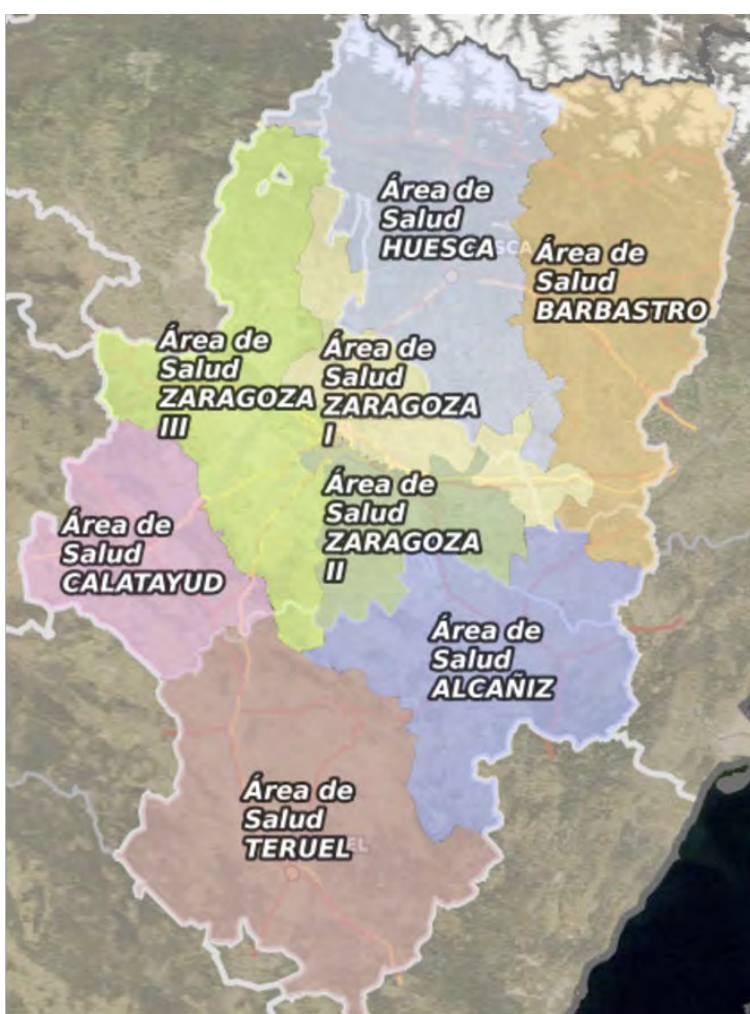 Área de
Salud
HUESCA
Área de
Salud
BARBASTRO
Área de
Salud
ZARAGOZA
III
Área de
Salud
ZARAGOZA
I
Área de
Salud
ZARAGOZA
II
Área de
Salud
CALATAYUD
Área de
Salud
ALCAÑIZ
Área de
Salud
TERUEL